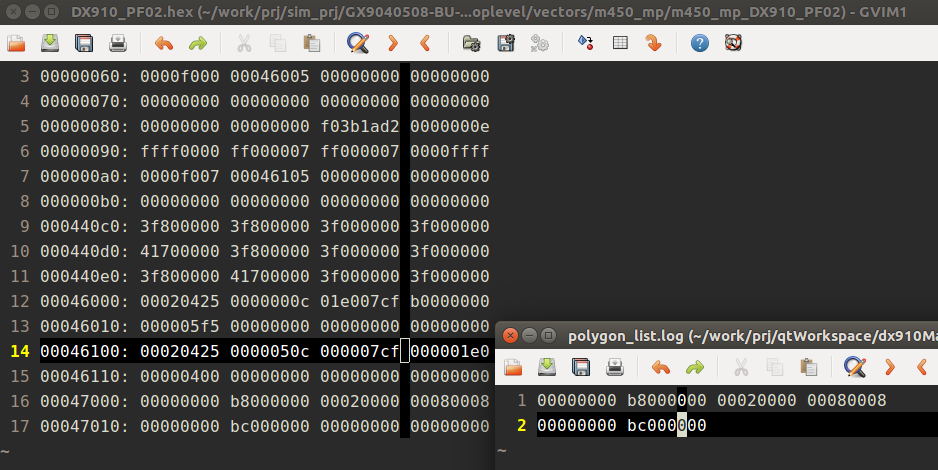 DX910_PF02.hex (~/work/prj/sim_prj/GX9040508-BU-...oplevel/vectors/m450_mp/m450_mp_DX910_PF02) - GVIM1
3 00000060: 0000f000 00046005 00000000 00000000
4 00000070: 00000000 00000000 00000000 00000000
5 00000080: 00000000 00000000 f03b1ad2 0000000e
6 00000090: ffff0000 ff000007 ff000007 0000ffff
7 000000a0: 0000f007 00046105 00000000 00000000
8 000000b0: 00000000 00000000 00000000 00000000
9 000440c0: 3f800000 3f800000 3f000000 3f000000
10 000440d0: 41700000 3f800000 3f000000 3f000000
11 000440e0: 3f800000 41700000 3f000000 3f000000
12 00046000: 00020425 0000000c 01e007cf b0000000
13 00046010: 000005f5 00000000 00000000 00000000
14 00046100: 00020425 0000050c 000007cf 000001e0
15 00046110: 00000400 00000000 00000000 00000000
16 00047000: 00000000 b8000000 00020000 00080008
17 00047010: 00000000 bc000000 00000000 00000000
~
polygon_list.log (~/work/prj/qtWorkspace/dx910Ma
1 00000000 b8000000 00020000 00080008
2 00000000 bc000000
~